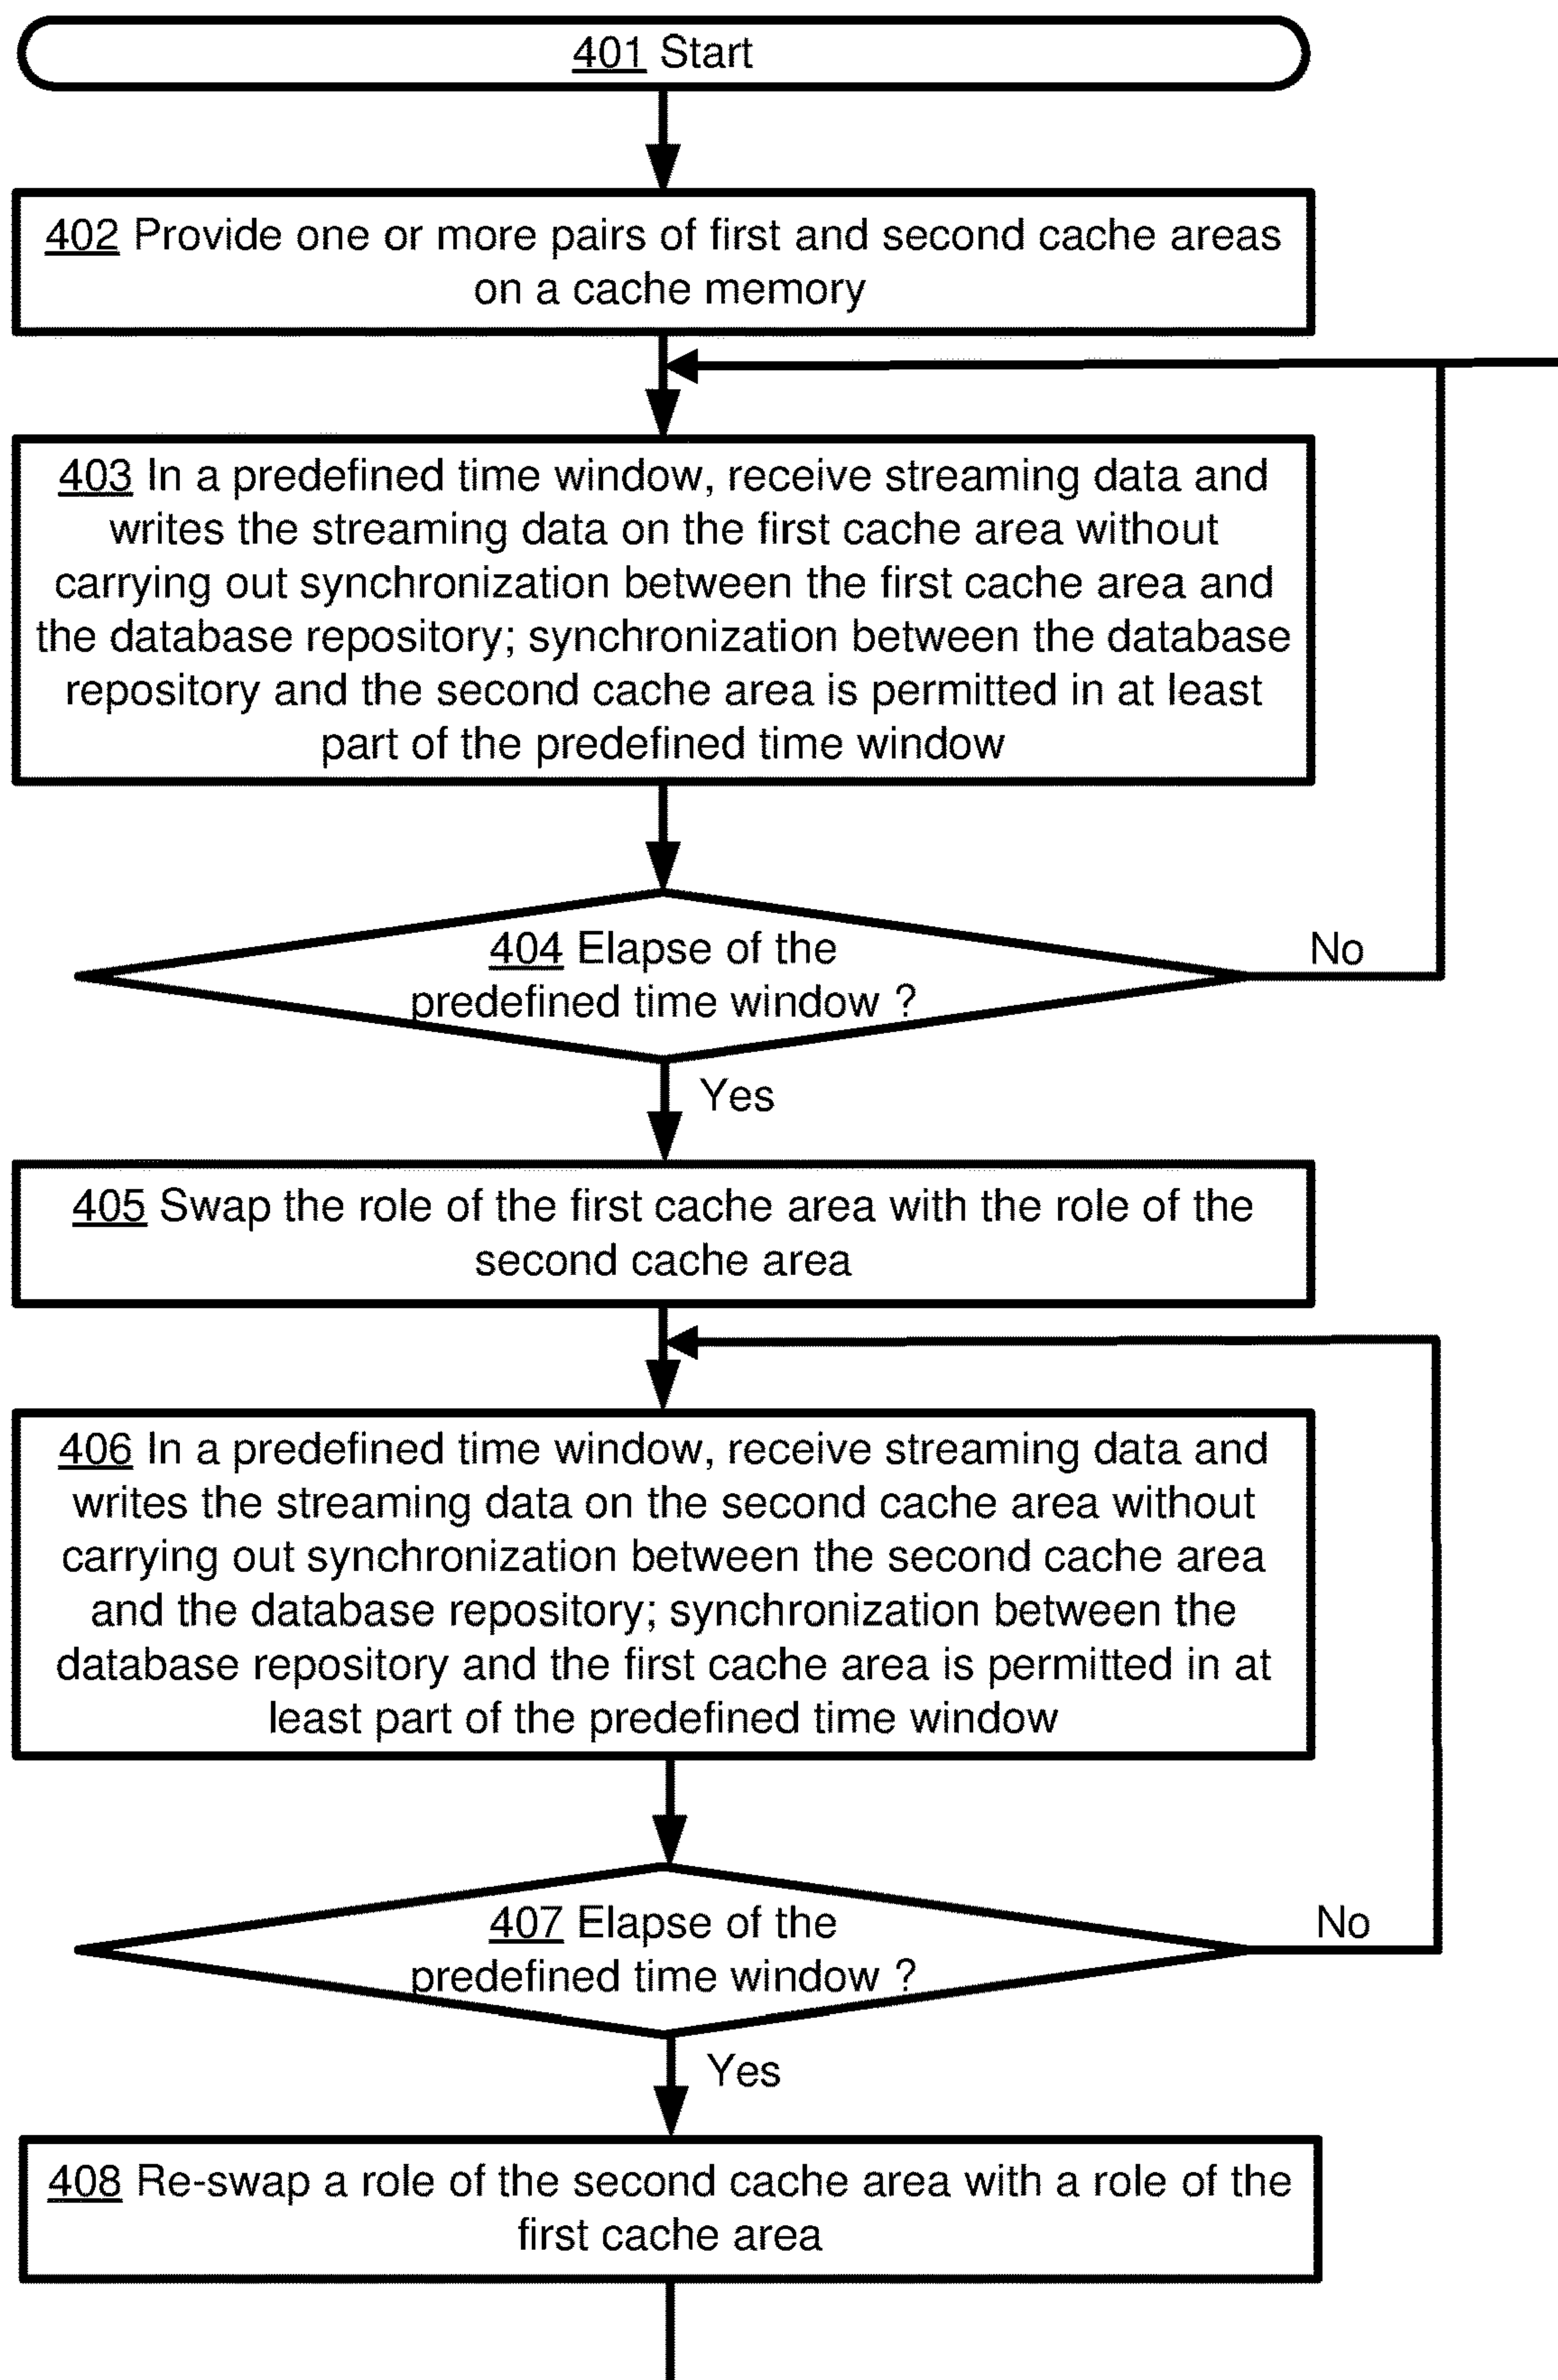 401 Start
402 Provide one or more pairs of first and second cache areas
on a cache memory
403 In a predefined time window, receive streaming data and
writes the streaming data on the first cache area without
carrying out synchronization between the first cache area and
the database repository; synchronization between the database
repository and the second cache area is permitted in at least
part of the predefined time window
404 Elapse of the
predefined time window ?
No
Yes
405 Swap the role of the first cache area with the role of the
second cache area
406 In a predefined time window, receive streaming data and
writes the streaming data on the second cache area without
carrying out synchronization between the second cache area
and the database repository; synchronization between the
database repository and the first cache area is permitted in at
least part of the predefined time window
407 Elapse of the
predefined time window ?
No
Yes
408 Re-swap a role of the second cache area with a role of the
first cache area